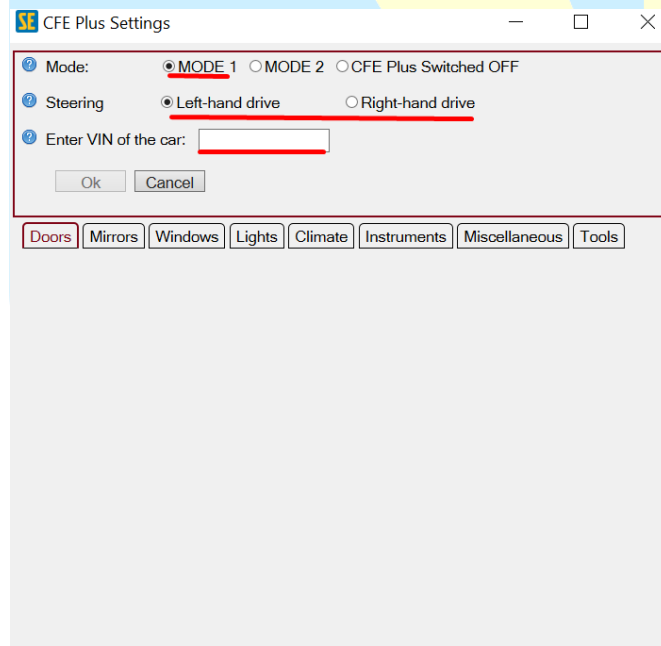 SE CFE Plus Settings
Mode: MODE 1 MODE 2 CFE Plus Switched OFF
Steering Left-hand drive Right-hand drive
Enter VIN of the car:
Ok Cancel
Doors Mirrors Windows Lights Climate Instruments Miscellaneous Tools